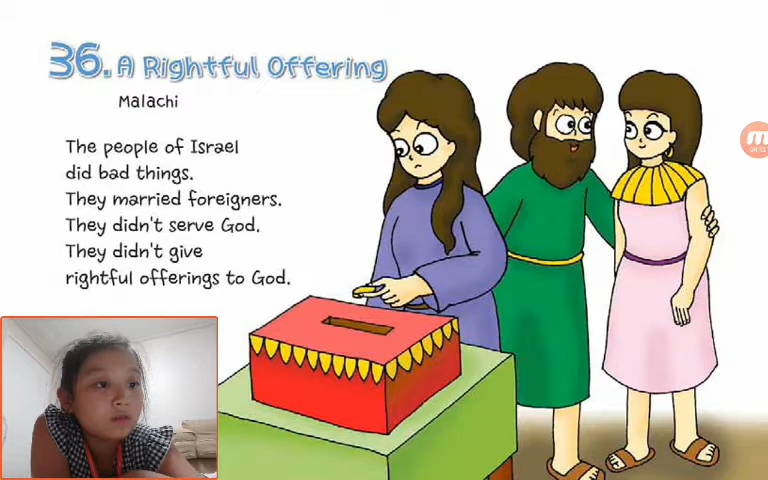 36. A Rightful Offering
Malachi
The people of Israel
did bad things.
They married foreigners.
They didn't serve God.
They didn't give
rightful offerings to God.